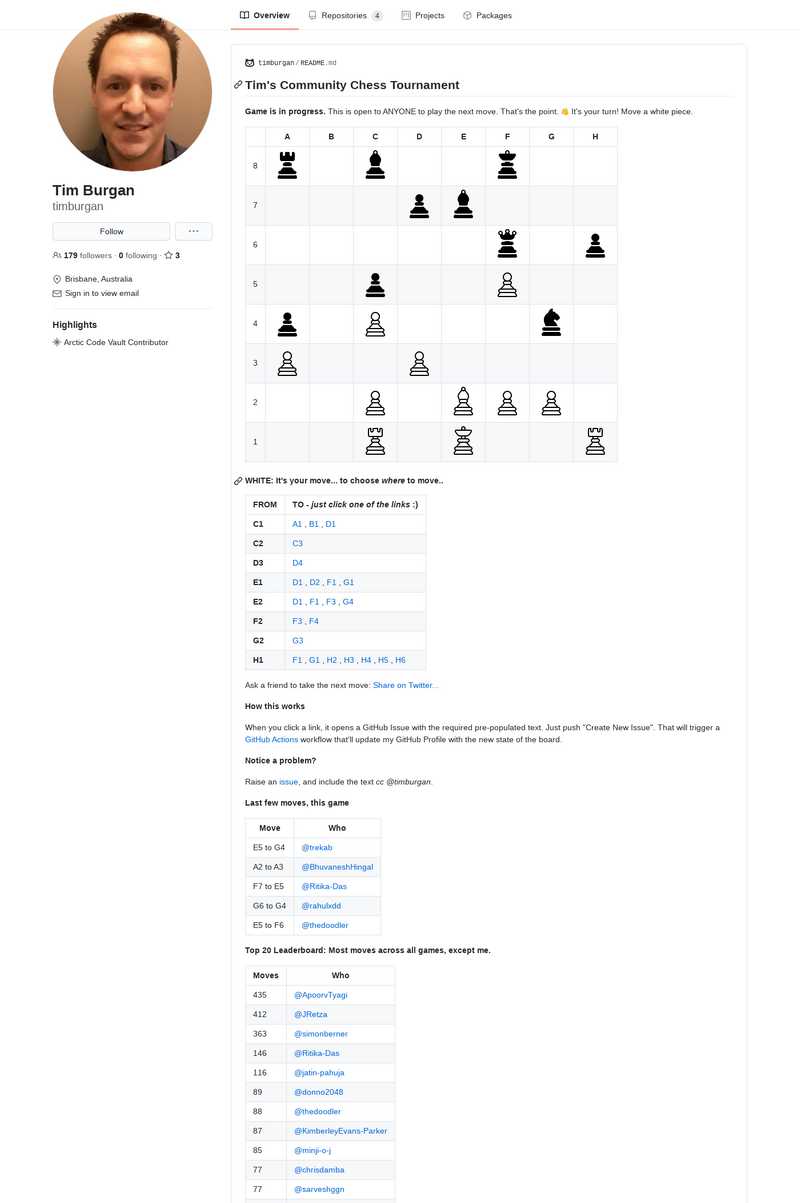 Overview
Repositories 4
Projects
Packages
Tim Burgan
timburgan
Follow
...
179 followers · 0 following · 3
Brisbane, Australia
Sign in to view email
Highlights
Arctic Code Vault Contributor
timburgan/README.md
Tim's Community Chess Tournament
Game is in progress. This is open to ANYONE to play the next move. That's the point. 👋 It's your turn! Move a white piece.
A B C D E F G H
8
7
6
5
4
3
2
1
WHITE: It's your move... to choose where to move..
FROM TO - just click one of the links :)
C1 A1 , B1 , D1
C2 C3
D3 D4
E1 D1 , D2 , F1 , G1
E2 D1 , F1 , F3 , G4
F2 F3 , F4
G2 G3
H1 F1 , G1 , H2 , H3 , H4 , H5 , H6
Ask a friend to take the next move: Share on Twitter...
How this works
When you click a link, it opens a GitHub Issue with the required pre-populated text. Just push "Create New Issue". That will trigger a
GitHub Actions workflow that'll update my GitHub Profile with the new state of the board.
Notice a problem?
Raise an issue, and include the text cc @timburgan.
Last few moves, this game
Move Who
E5 to G4 @trekab
A2 to A3 @BhuvaneshHingal
F7 to E5 @Ritika-Das
G6 to G4 @rahulxdd
E5 to F6 @thedoodler
Top 20 Leaderboard: Most moves across all games, except me.
Moves Who
435 @ApoorvTyagi
412 @JRetza
363 @simonberner
146 @Ritika-Das
116 @jatin-pahuja
89 @donno2048
88 @thedoodler
87 @KimberleyEvans-Parker
85 @minji-o-j
77 @chrisdamba
77 @sarveshggn